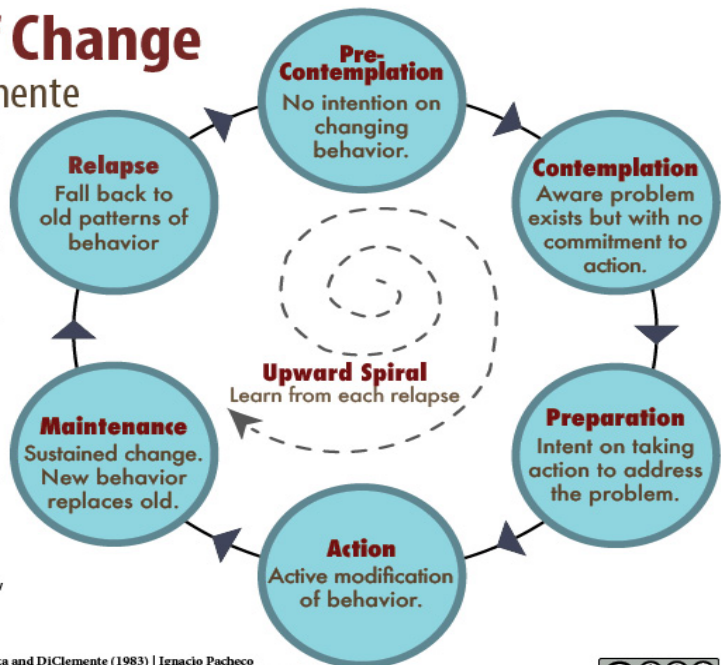 Change
Pre-
Contemplation
No intention on
changing
behavior.
Contemplation
Aware problem
exists but with no
commitment to
action.
Preparation
Intent on taking
action to address
the problem.
Action
Active modification
of behavior.
Maintenance
Sustained change.
New behavior
replaces old.
Relapse
Fall back to
old patterns of
behavior
Upward Spiral
Learn from each relapse
and DiClemente (1983) | Ignacio Pacheco